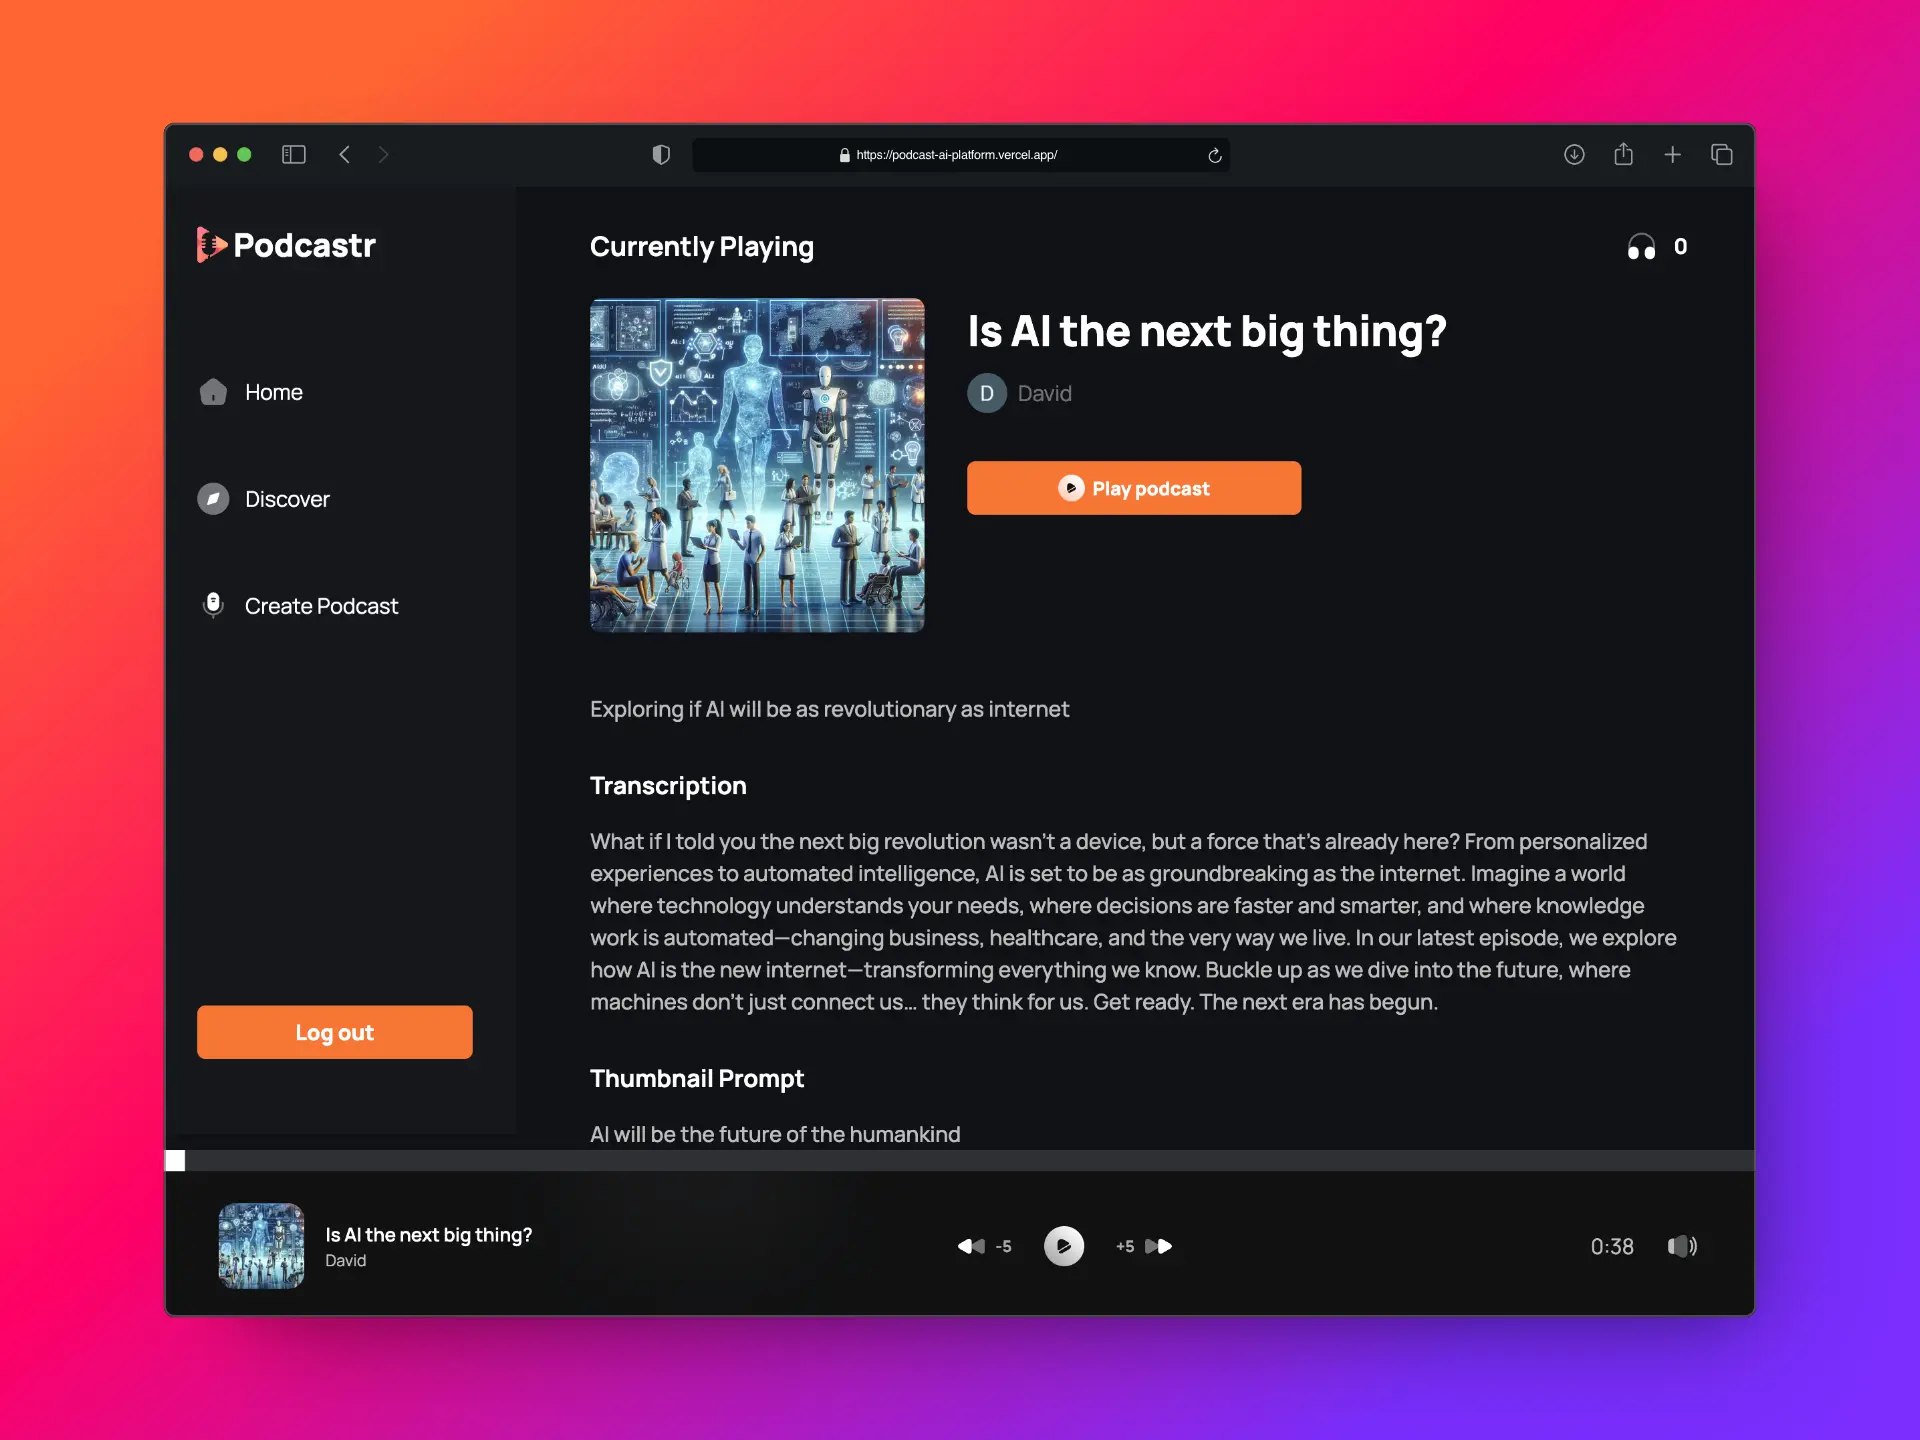 https://podcast-ai-platform.vercel.app/
Podcastr
Home
Discover
Create Podcast
Log out
Currently Playing
0
Is AI the next big thing?
D
David
Play podcast
Exploring if AI will be as revolutionary as internet
Transcription
What if I told you the next big revolution wasn't a device, but a force that's already here? From personalized
experiences to automated intelligence, AI is set to be as groundbreaking as the internet. Imagine a world
where technology understands your needs, where decisions are faster and smarter, and where knowledge
work is automated—changing business, healthcare, and the very way we live. In our latest episode, we explore
how AI is the new internet—transforming everything we know. Buckle up as we dive into the future, where
machines don't just connect us... they think for us. Get ready. The next era has begun.
Thumbnail Prompt
AI will be the future of the humankind
Is AI the next big thing?
David
-5
+5
0:38